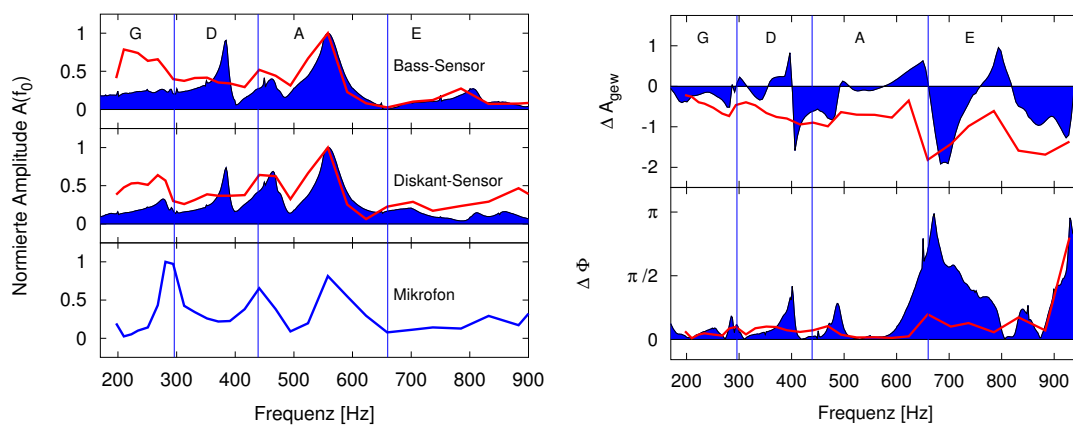 G D A E
1
0.5
0
Bass-Sensor
1
0.5
0
Diskant-Sensor
1
0.5
0
Mikrofon
Normierte Amplitude A(f0)
200 300 400 500 600 700 800 900
Frequenz [Hz]
G D A E
1
0
-1
-2
Δ Agew
π
π /2
0
Δ Φ
200 300 400 500 600 700 800 900
Frequenz [Hz]